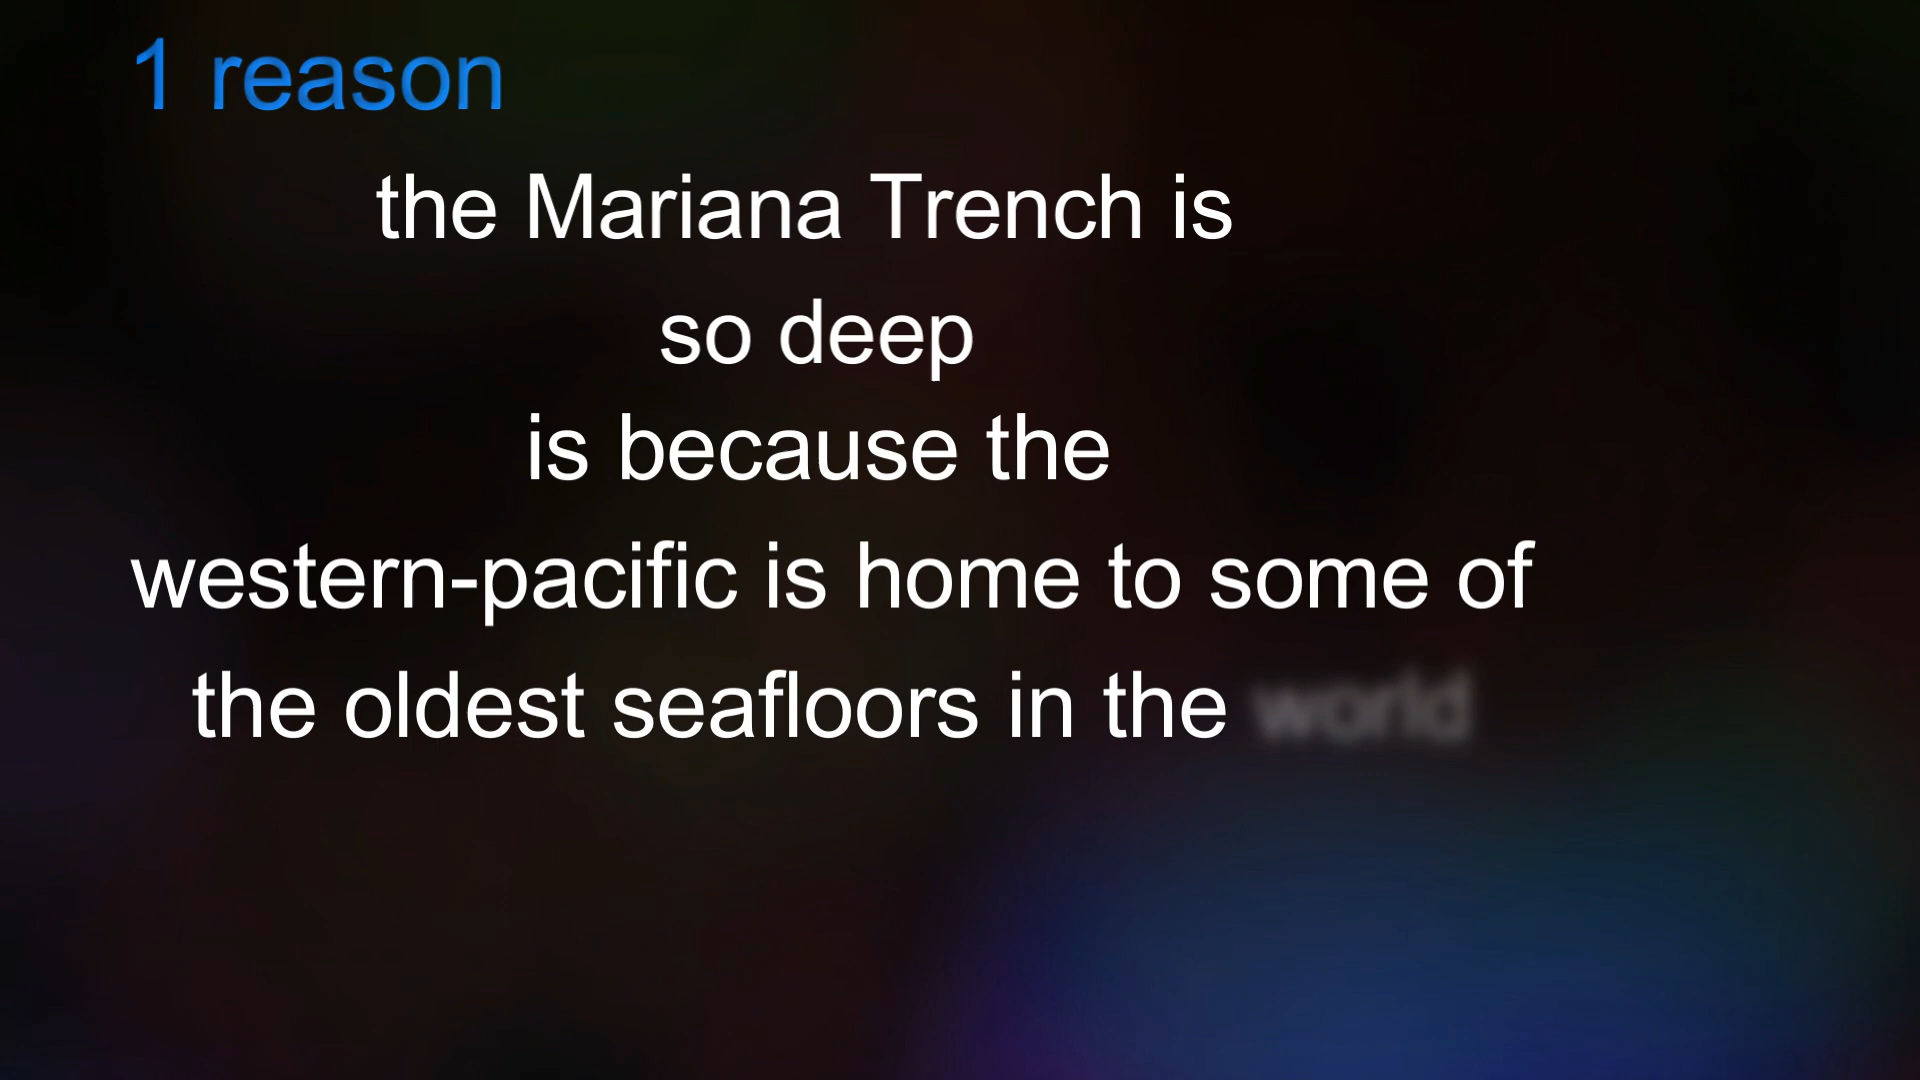 1 reason
the Mariana Trench is
so deep
is because the
western-pacific is home to some of
the oldest seafloors in the world